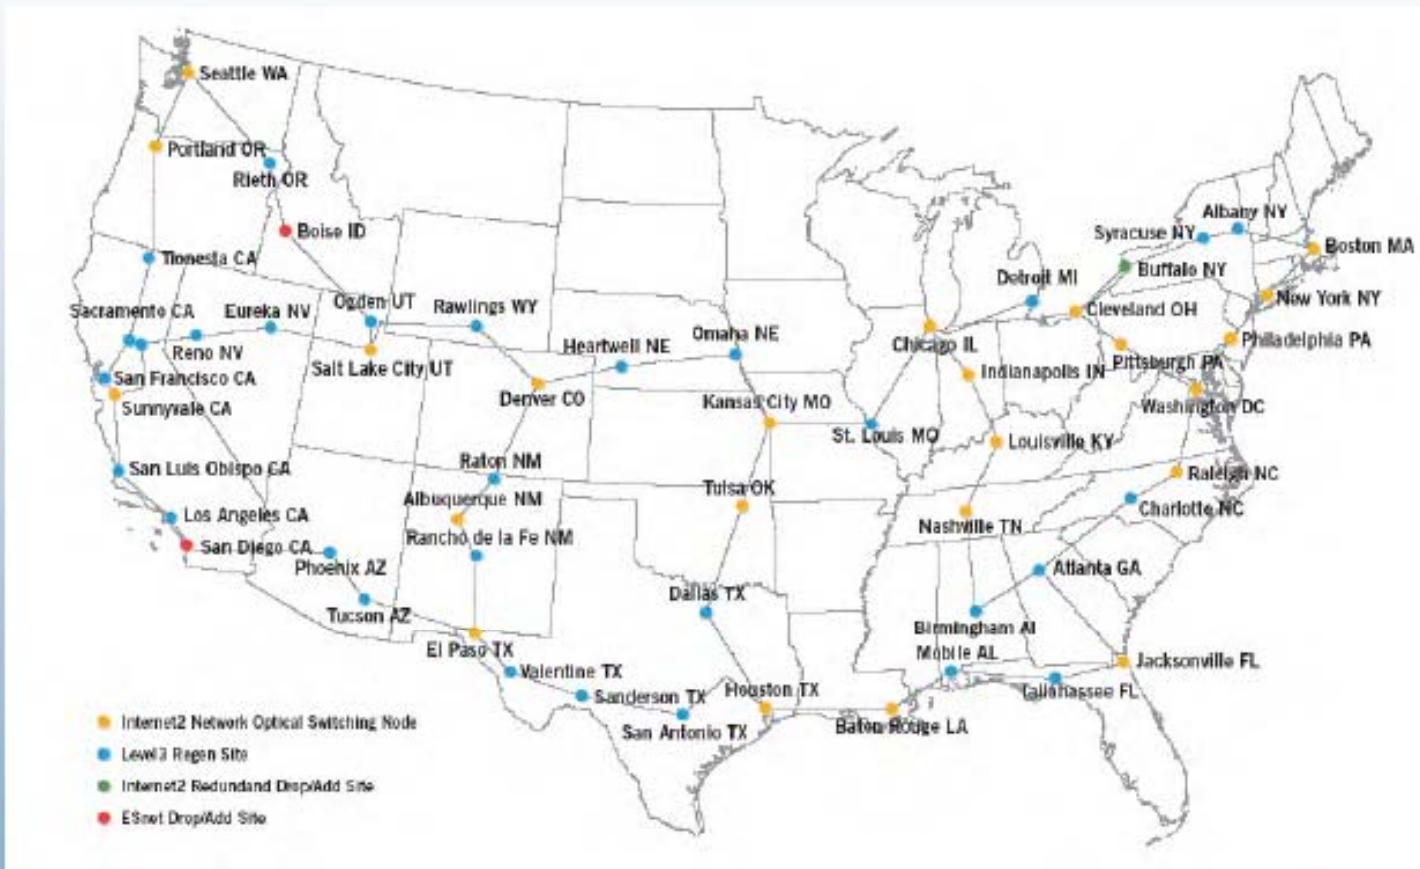 Seattle WA
Portland OR
Rieth OR
Boise ID
Tionesta CA
Sacramento CA
Eureka NV
Reno NV
Ogden UT
Rawlings WY
Salt Lake City UT
San Francisco CA
Sunnyvale CA
San Luis Obispo CA
Los Angeles CA
San Diego CA
Phoenix AZ
Tucson AZ
Denver CO
Heartwell NE
Omaha NE
Kansas City MO
Raton NM
Albuquerque NM
Rancho de la Fe NM
Tulsa OK
Dallas TX
El Paso TX
Valentine TX
Sanderson TX
San Antonio TX
Houston TX
Baton Rouge LA
Chicago IL
Detroit MI
Indianapolis IN
St. Louis MO
Louisville KY
Nashville TN
Birmingham Al
Mobile AL
Atlanta GA
Tallahassee FL
Jacksonville FL
Charlotte NC
Raleigh NC
Washington DC
Pittsburgh PA
Philadelphia PA
Cleveland OH
New York NY
Buffalo NY
Boston MA
Syracuse NY
Albany NY
Internet2 Network Optical Switching Node
Level3 Regen Site
Internet2 Redundand Drop/Add Site
ESnet Drop/Add Site